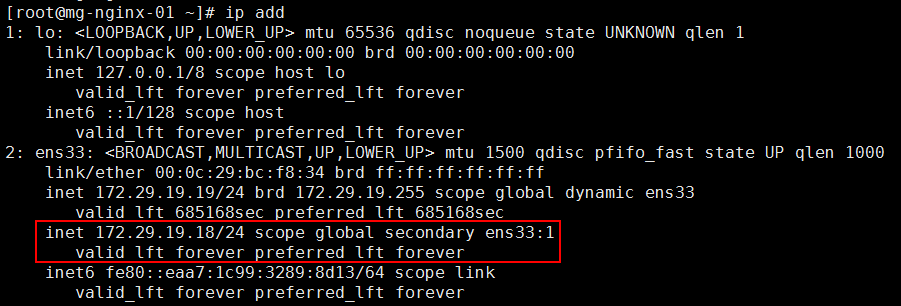 [root@mg-nginx-01 ~]# ip add
1: lo: <LOOPBACK,UP,LOWER_UP> mtu 65536 qdisc noqueue state UNKNOWN qlen 1
    link/loopback 00:00:00:00:00:00 brd 00:00:00:00:00:00
    inet 127.0.0.1/8 scope host lo
       valid_lft forever preferred_lft forever
    inet6 ::1/128 scope host
       valid_lft forever preferred_lft forever
2: ens33: <BROADCAST,MULTICAST,UP,LOWER_UP> mtu 1500 qdisc pfifo_fast state UP qlen 1000
    link/ether 00:0c:29:bc:f8:34 brd ff:ff:ff:ff:ff:ff
    inet 172.29.19.19/24 brd 172.29.19.255 scope global dynamic ens33
       valid_lft 685168sec preferred_lft 685168sec
    inet 172.29.19.18/24 scope global secondary ens33:1
       valid_lft forever preferred_lft forever
    inet6 fe80::eaa7:1c99:3289:8d13/64 scope link
       valid_lft forever preferred_lft forever